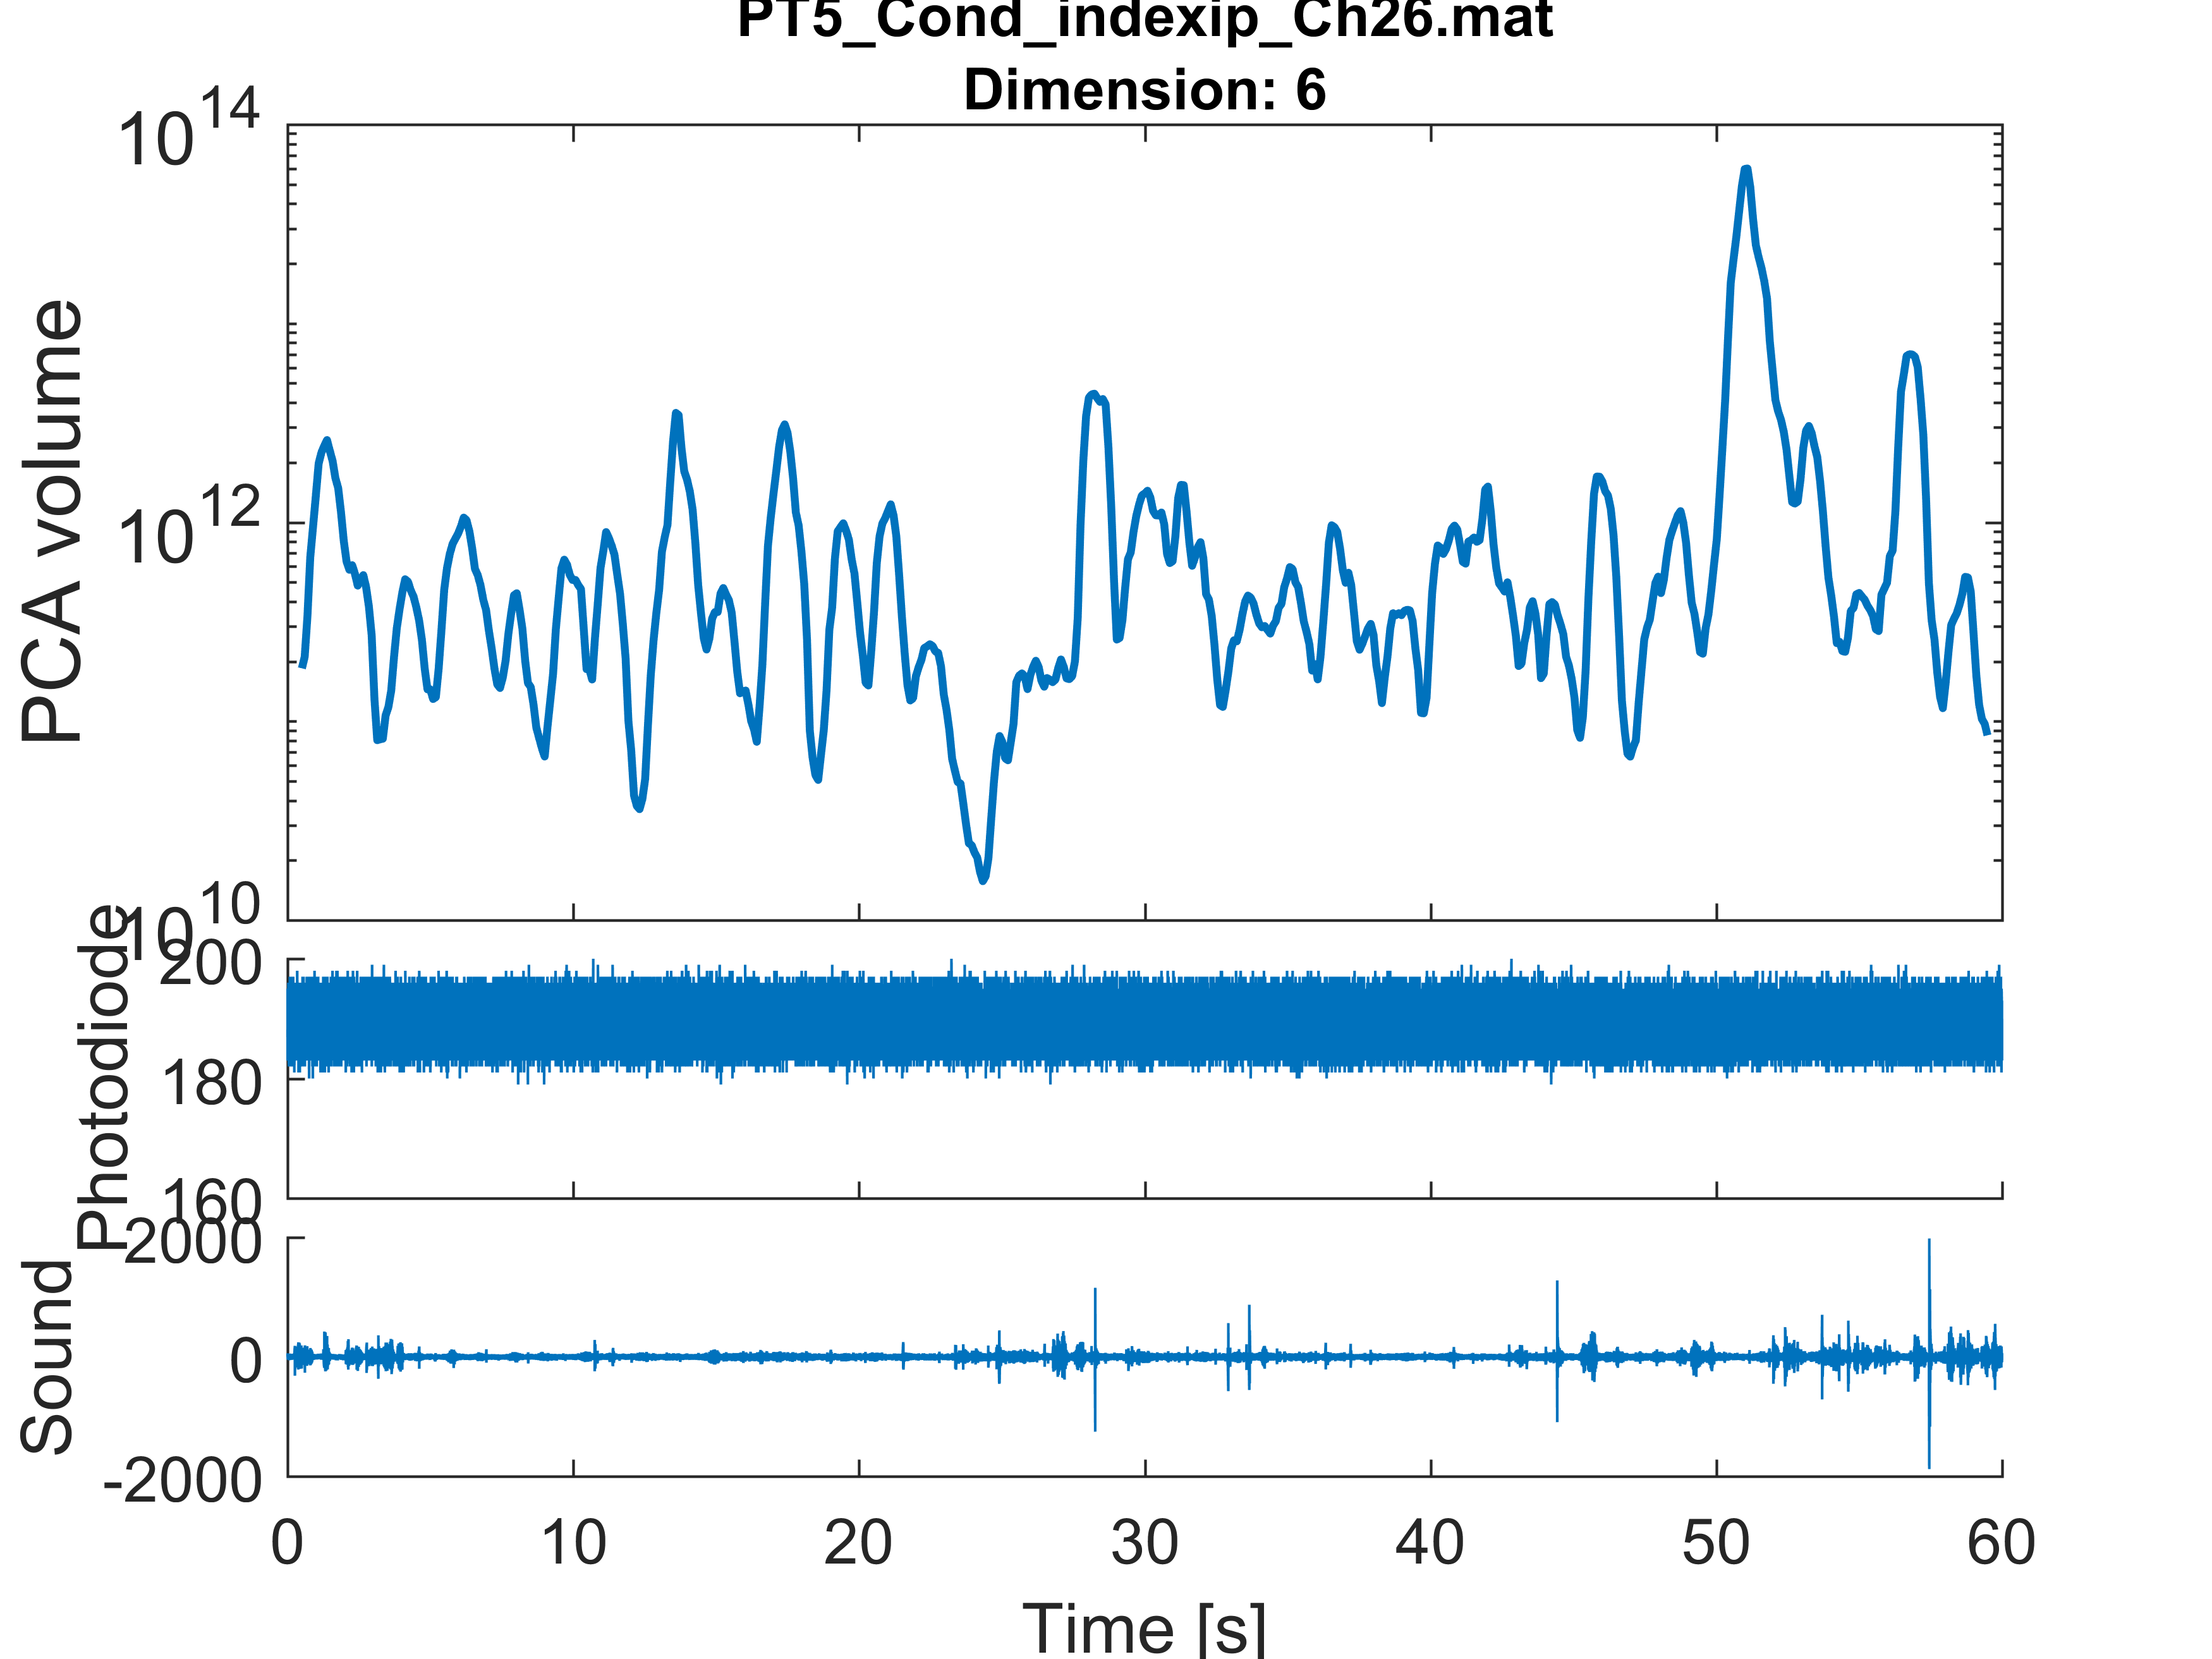 PT5_Cond_indexip_Ch26.mat
Dimension: 6
10^14
10^12
10^10
PCA volume
200
180
160
Photodiode
2000
0
-2000
Sound
0 10 20 30 40 50 60
Time [s]